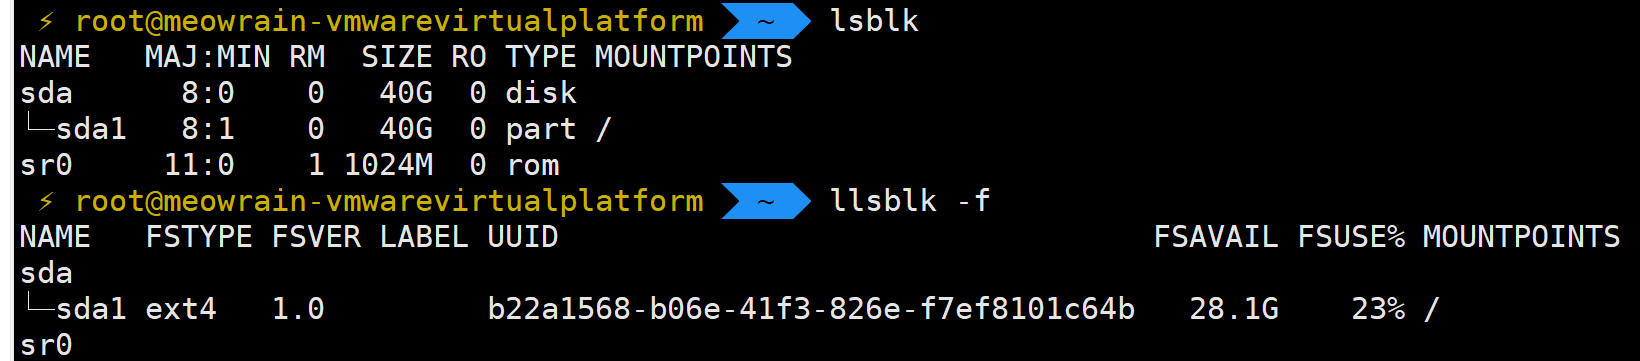 ⚡ root@meowrain-vmwarevirtualplatform ~ lsblk
NAME   MAJ:MIN RM  SIZE RO TYPE MOUNTPOINTS
sda      8:0    0   40G  0 disk
└─sda1   8:1    0   40G  0 part /
sr0     11:0    1 1024M  0 rom
⚡ root@meowrain-vmwarevirtualplatform ~ llsblk -f
NAME   FSTYPE FSVER LABEL UUID                                 FSAVAIL FSUSE% MOUNTPOINTS
sda
└─sda1 ext4   1.0         b22a1568-b06e-41f3-826e-f7ef8101c64b   28.1G    23% /
sr0